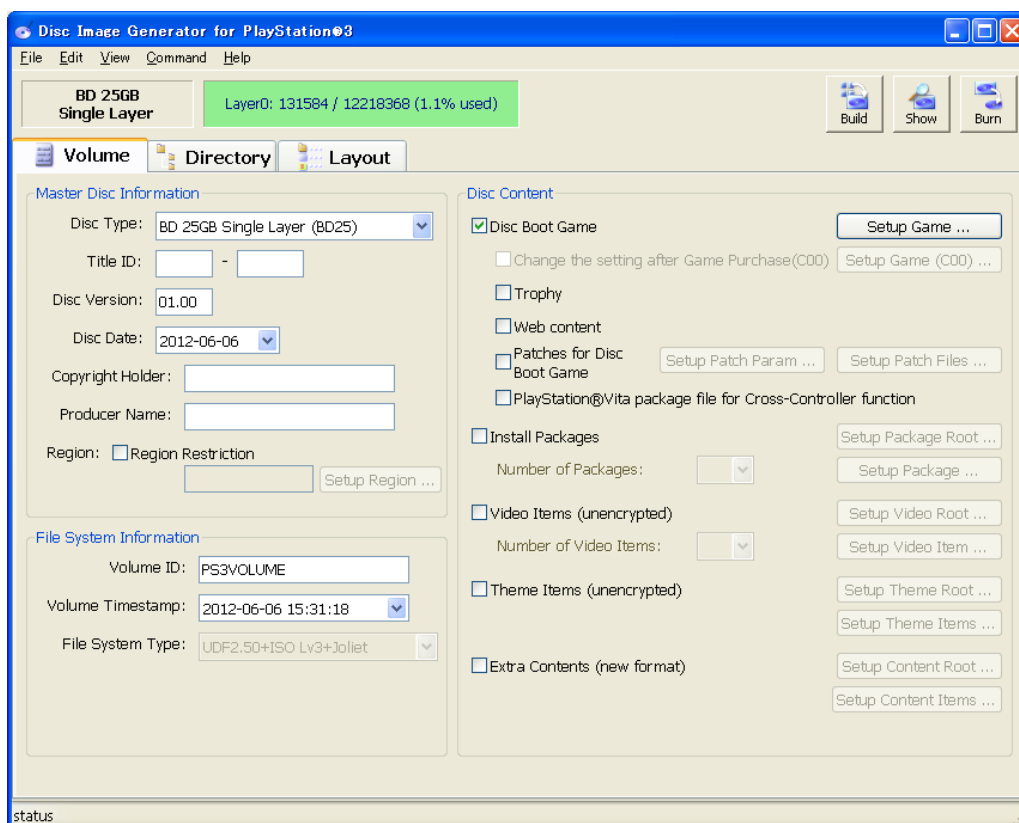 Disc Image Generator for PlayStation®3
File Edit View Command Help
BD 25GB
Single Layer
Layer0: 131584 / 12218368 (1.1% used)
Build
Show
Burn
Volume
Directory
Layout
Master Disc Information
Disc Type: BD 25GB Single Layer (BD25)
Title ID: -
Disc Version: 01.00
Disc Date: 2012-06-06
Copyright Holder:
Producer Name:
Region: Region Restriction
Setup Region ...
File System Information
Volume ID: PS3VOLUME
Volume Timestamp: 2012-06-06 15:31:18
File System Type: UDF2.50+ISO Lv3+Joliet
Disc Content
Disc Boot Game Setup Game ...
Change the setting after Game Purchase(C00) Setup Game (C00) ...
Trophy
Web content
Patches for Disc
Boot Game
Setup Patch Param ... Setup Patch Files ...
PlayStation®Vita package file for Cross-Controller function
Install Packages Setup Package Root ...
Number of Packages: Setup Package ...
Video Items (unencrypted) Setup Video Root ...
Number of Video Items: Setup Video Item ...
Theme Items (unencrypted) Setup Theme Root ...
Setup Theme Items ...
Extra Contents (new format) Setup Content Root ...
Setup Content Items ...
status